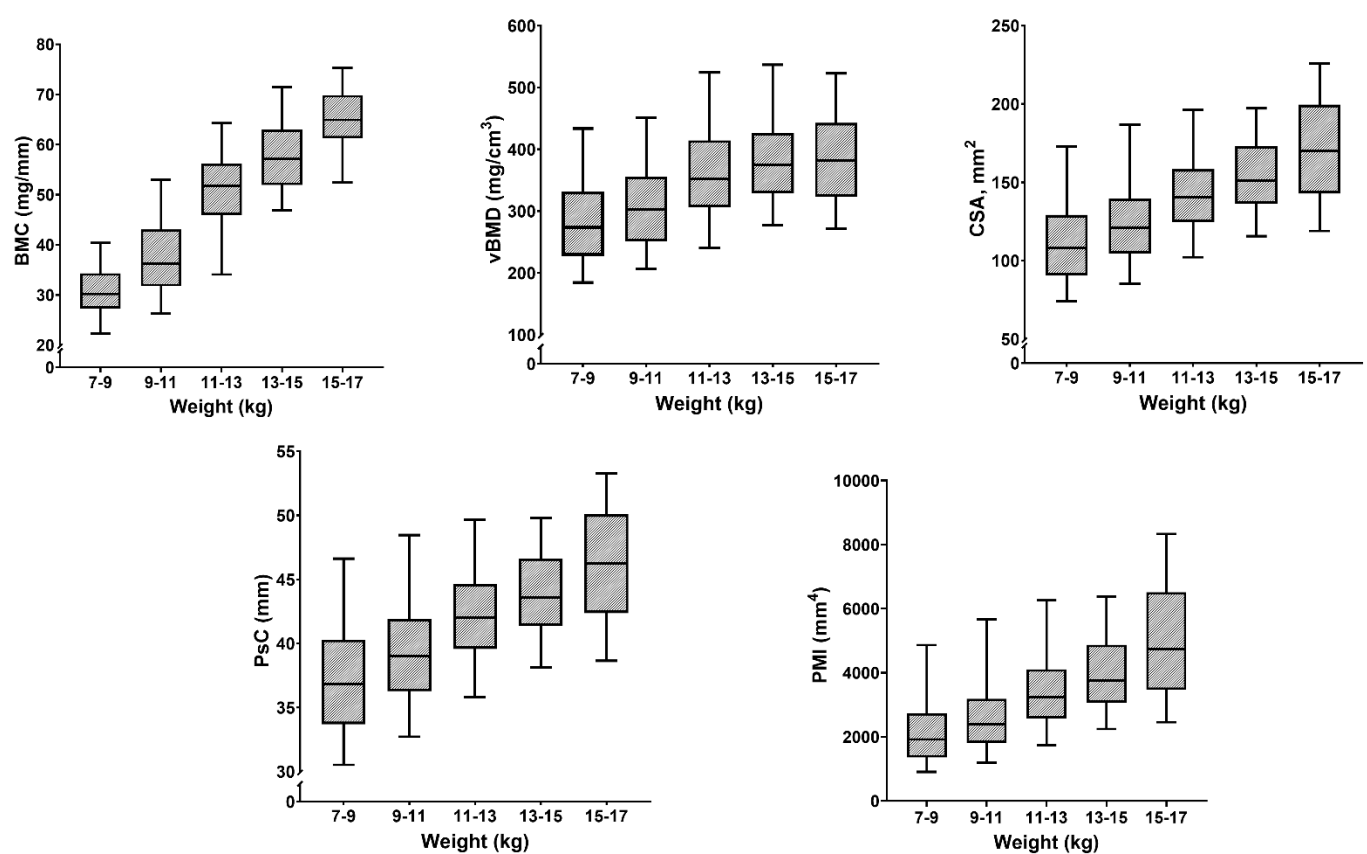 BMC (mg/mm)
80
70
60
50
40
30
20
0
7-9 9-11 11-13 13-15 15-17
Weight (kg)
vBMD (mg/cm³)
600
500
400
300
200
100
0
7-9 9-11 11-13 13-15 15-17
Weight (kg)
CSA, mm²
250
200
150
100
50
0
7-9 9-11 11-13 13-15 15-17
Weight (kg)
PsC (mm)
55
50
45
40
35
30
0
7-9 9-11 11-13 13-15 15-17
Weight (kg)
PMI (mm⁴)
10000
8000
6000
4000
2000
0
7-9 9-11 11-13 13-15 15-17
Weight (kg)